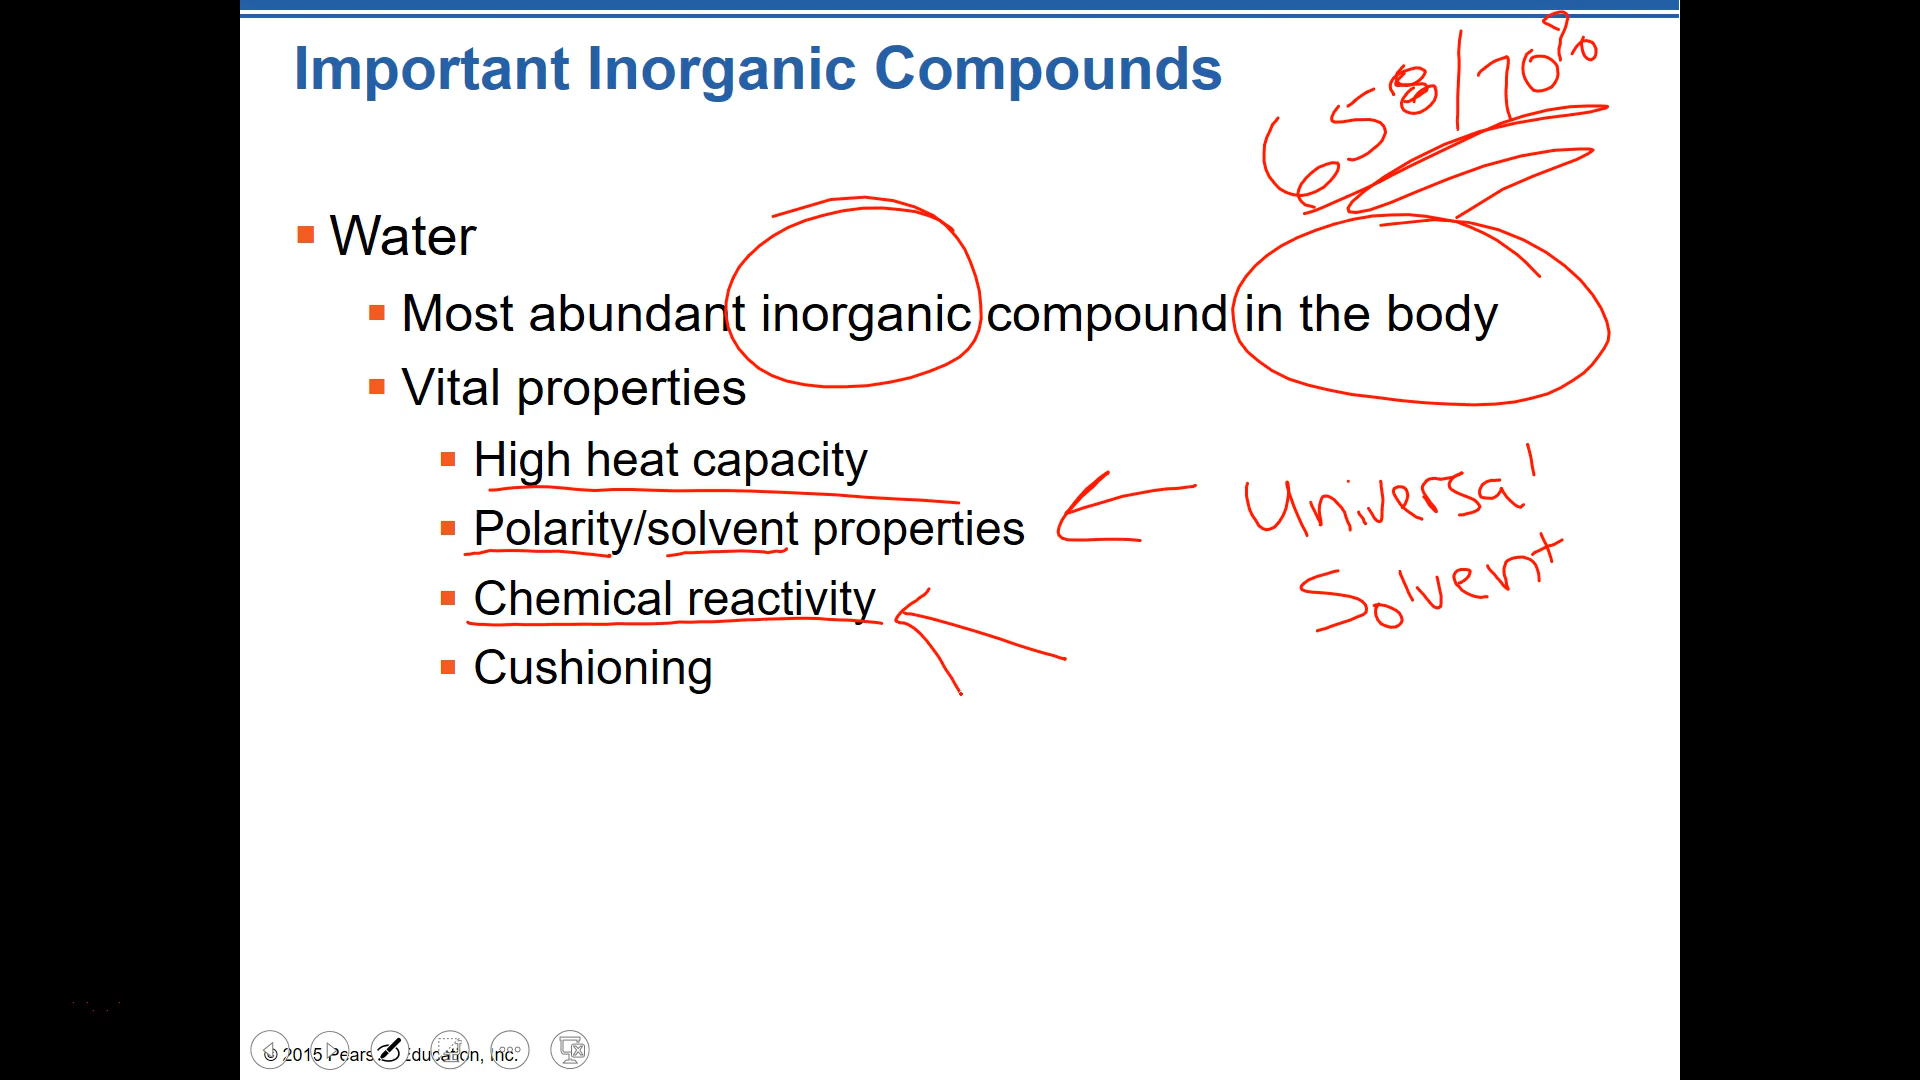 Important Inorganic Compounds
65%/70%
Water
Most abundant inorganic compound in the body
Vital properties
High heat capacity
Polarity/solvent properties
Universal
Solvent
Chemical reactivity
Cushioning
© 2015 Pearson Education, Inc.